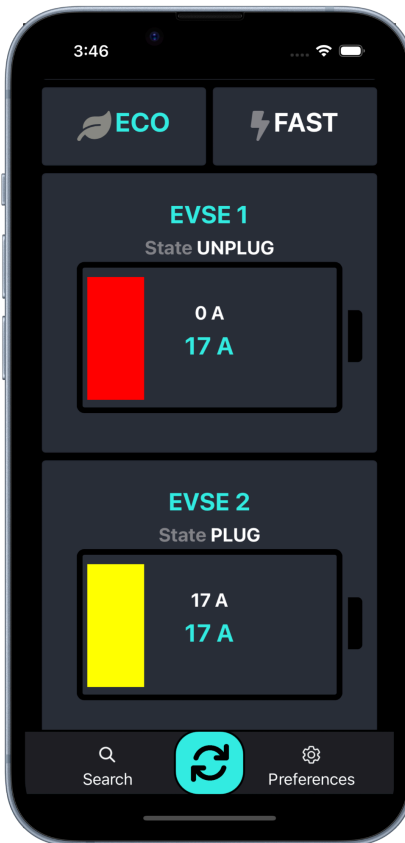 3:46
ECO
FAST
EVSE 1
State UNPLUG
0 A
17 A
EVSE 2
State PLUG
17 A
17 A
Search
Preferences